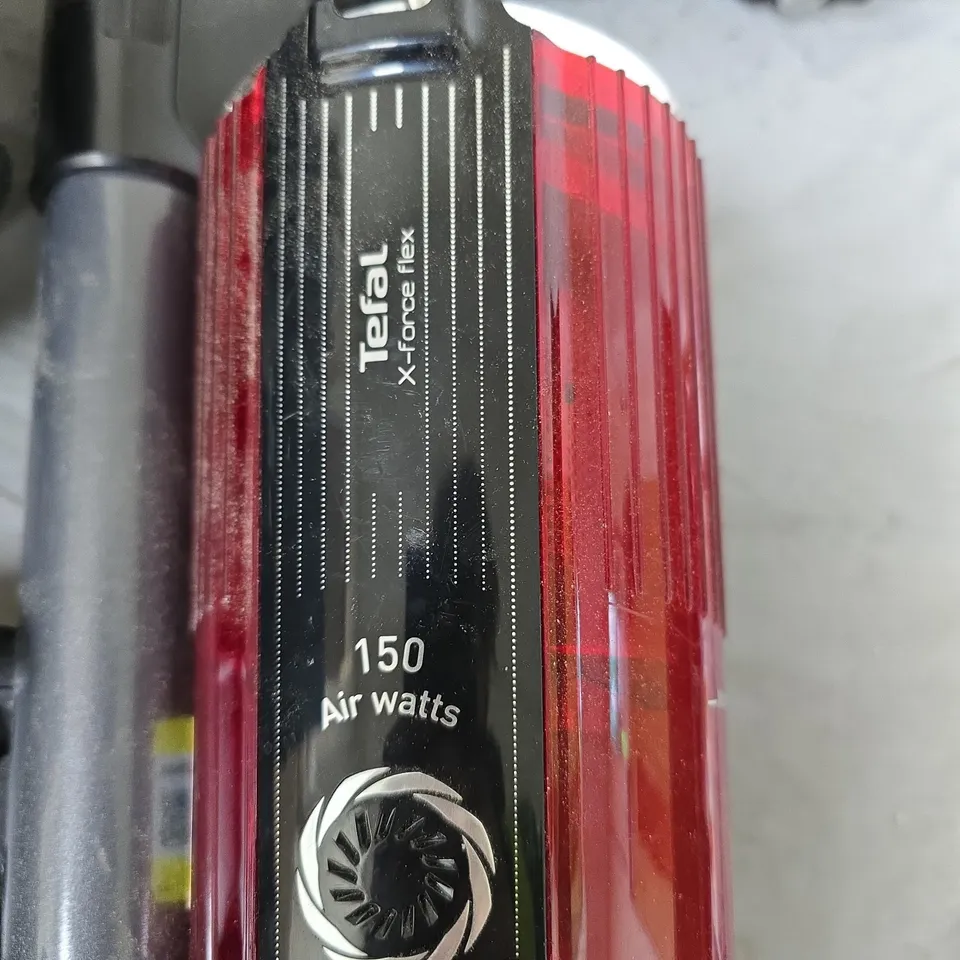 Tefal
x-force flex
150
Air watts